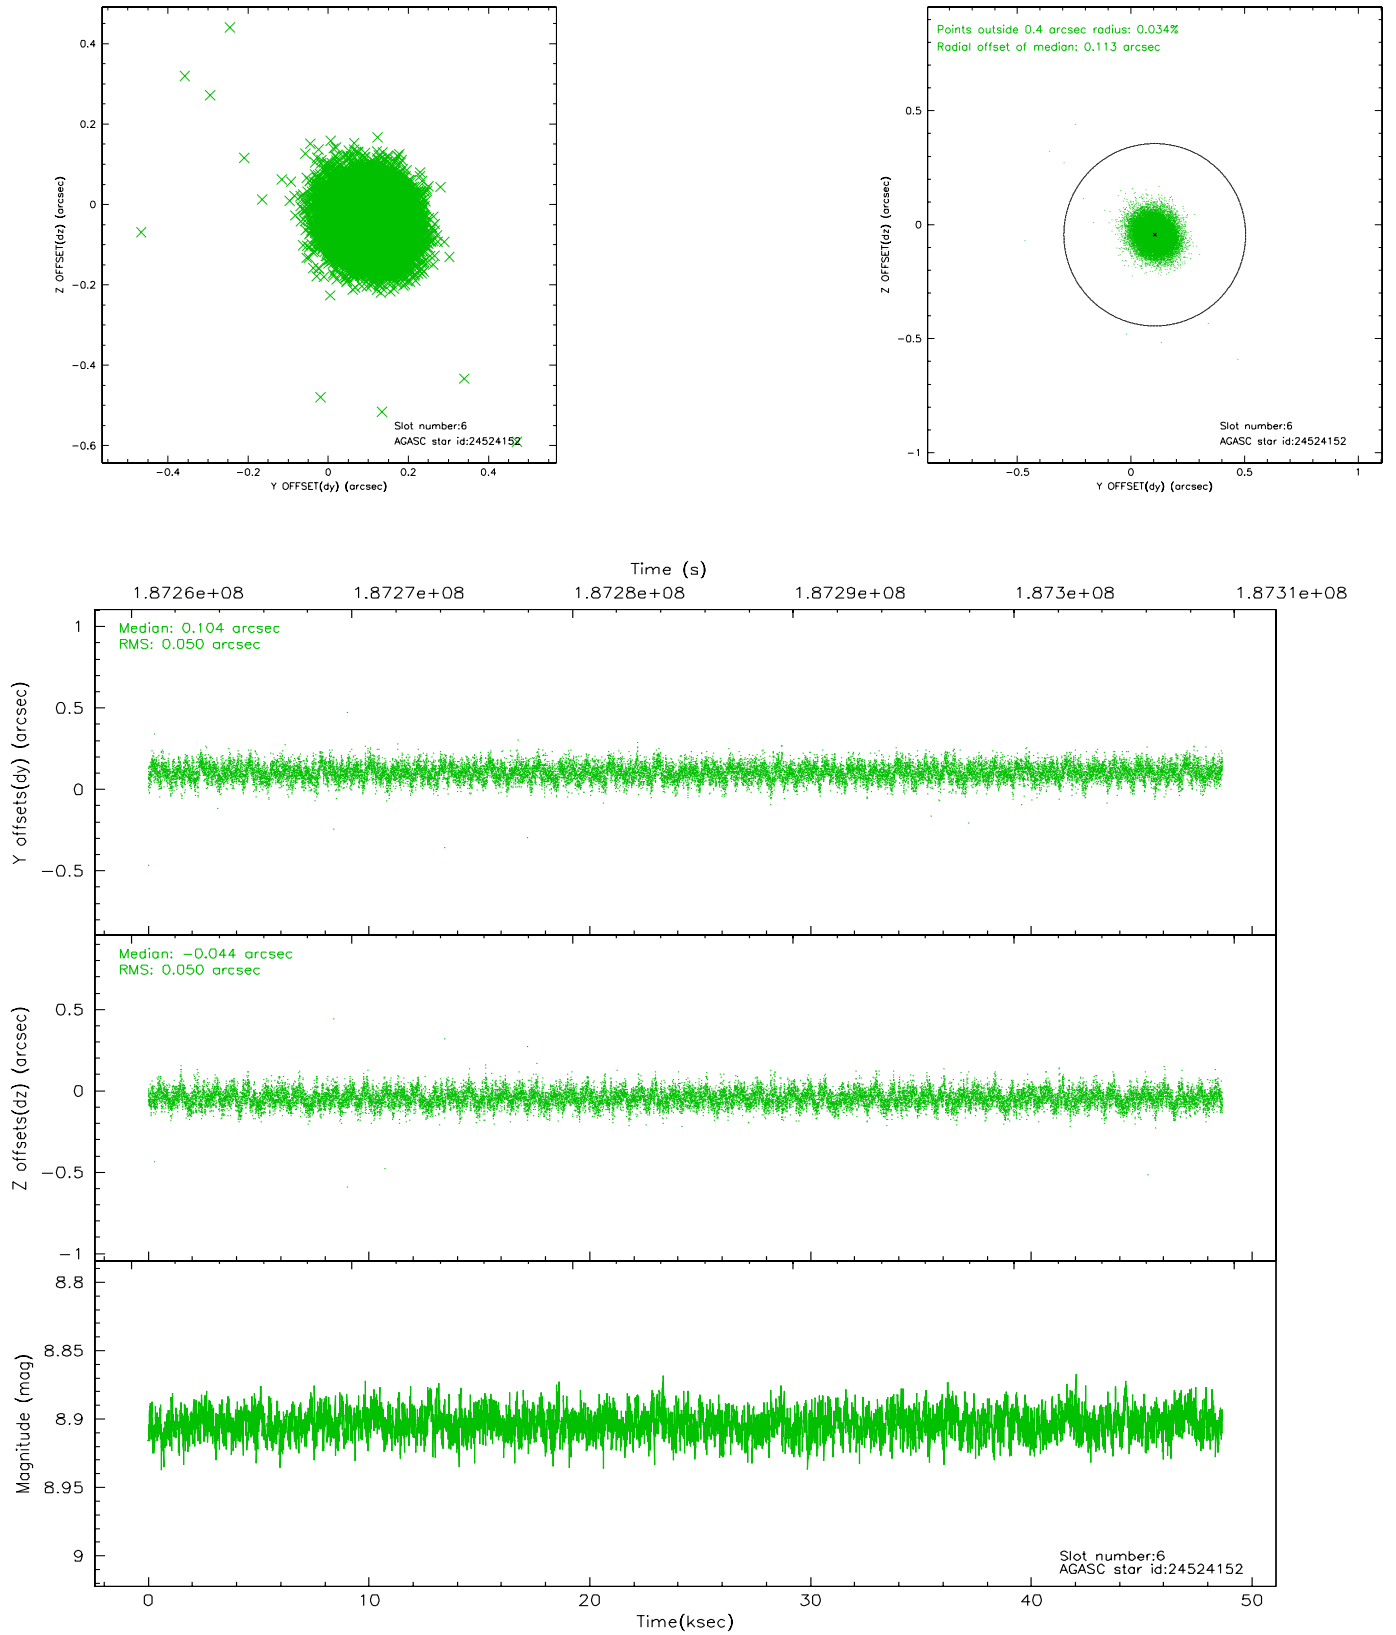 0.4
0.2
0
-0.2
-0.4
-0.6
Z OFFSET(dz) (arcsec)
-0.4
-0.2
0
0.2
0.4
Y OFFSET(dy) (arcsec)
Slot number:6
AGASC star id:24524152
Points outside 0.4 arcsec radius: 0.034%
Radial offset of median: 0.113 arcsec
0.5
0
-0.5
-1
Z OFFSET(dz) (arcsec)
-0.5
0
0.5
1
Y OFFSET(dy) (arcsec)
Slot number:6
AGASC star id:24524152
Time (s)
1.8726e+08
1.8727e+08
1.8728e+08
1.8729e+08
1.873e+08
1.8731e+08
Median: 0.104 arcsec
RMS: 0.050 arcsec
1
0.5
0
-0.5
Y offsets(dy) (arcsec)
Median: -0.044 arcsec
RMS: 0.050 arcsec
0.5
0
-0.5
-1
Z offsets(dz) (arcsec)
8.8
8.85
8.9
8.95
9
Magnitude (mag)
Slot number:6
AGASC star id:24524152
0
10
20
30
40
50
Time(ksec)